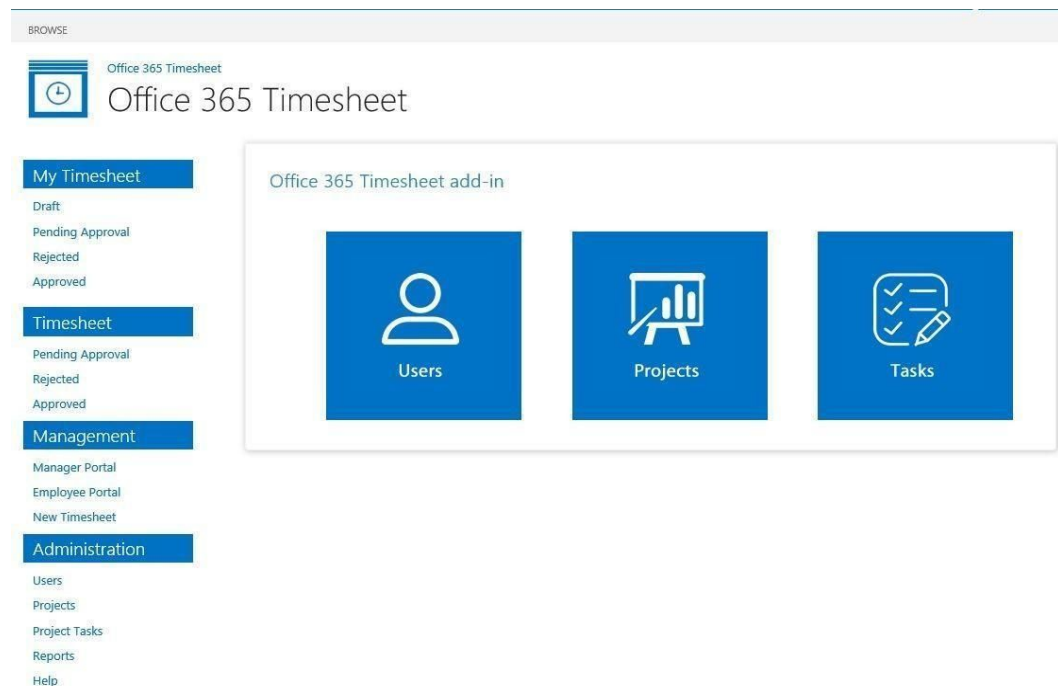 BROWSE
Office 365 Timesheet
Office 365 Timesheet
My Timesheet
Draft
Pending Approval
Rejected
Approved
Timesheet
Pending Approval
Rejected
Approved
Management
Manager Portal
Employee Portal
New Timesheet
Administration
Users
Projects
Project Tasks
Reports
Help
Office 365 Timesheet add-in
Users
Projects
Tasks